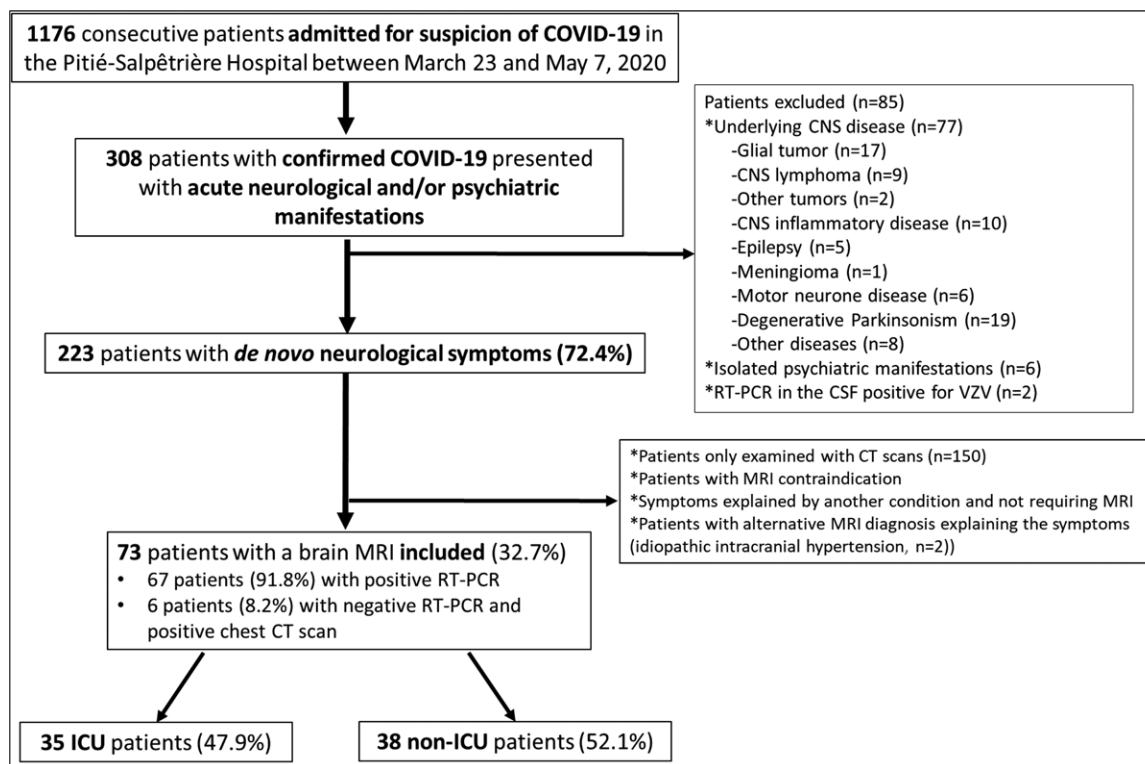 1176 consecutive patients admitted for suspicion of COVID-19 in
the Pitié-Salpêtrière Hospital between March 23 and May 7, 2020
308 patients with confirmed COVID-19 presented
with acute neurological and/or psychiatric
manifestations
Patients excluded (n=85)
*Underlying CNS disease (n=77)
-Glial tumor (n=17)
-CNS lymphoma (n=9)
-Other tumors (n=2)
-CNS inflammatory disease (n=10)
-Epilepsy (n=5)
-Meningioma (n=1)
-Motor neurone disease (n=6)
-Degenerative Parkinsonism (n=19)
-Other diseases (n=8)
*Isolated psychiatric manifestations (n=6)
*RT-PCR in the CSF positive for VZV (n=2)
223 patients with de novo neurological symptoms (72.4%)
*Patients only examined with CT scans (n=150)
*Patients with MRI contraindication
*Symptoms explained by another condition and not requiring MRI
*Patients with alternative MRI diagnosis explaining the symptoms
(idiopathic intracranial hypertension, n=2))
73 patients with a brain MRI included (32.7%)
• 67 patients (91.8%) with positive RT-PCR
• 6 patients (8.2%) with negative RT-PCR and
positive chest CT scan
35 ICU patients (47.9%)
38 non-ICU patients (52.1%)